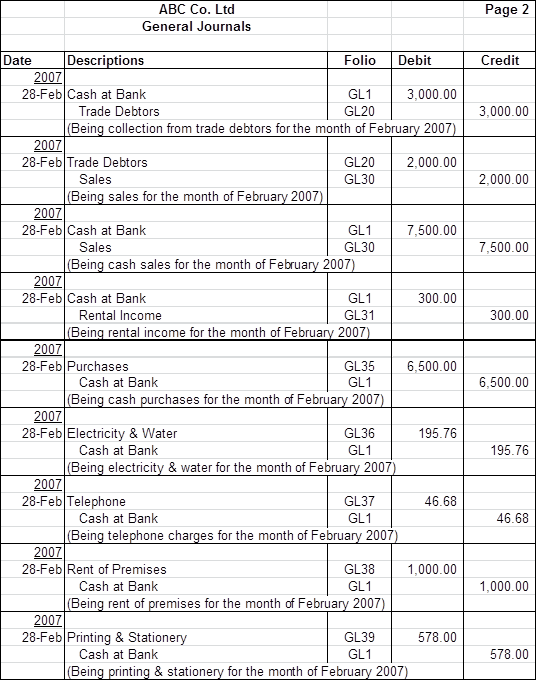 ABC Co. Ltd Page 2
General Journals
Date Descriptions Folio Debit Credit
2007
28-Feb Cash at Bank GL1 3,000.00
Trade Debtors GL20 3,000.00
(Being collection from trade debtors for the month of February 2007)
2007
28-Feb Trade Debtors GL20 2,000.00
Sales GL30 2,000.00
(Being sales for the month of February 2007)
2007
28-Feb Cash at Bank GL1 7,500.00
Sales GL30 7,500.00
(Being cash sales for the month of February 2007)
2007
28-Feb Cash at Bank GL1 300.00
Rental Income GL31 300.00
(Being rental income for the month of February 2007)
2007
28-Feb Purchases GL35 6,500.00
Cash at Bank GL1 6,500.00
(Being cash purchases for the month of February 2007)
2007
28-Feb Electricity & Water GL36 195.76
Cash at Bank GL1 195.76
(Being electricity & water for the month of February 2007)
2007
28-Feb Telephone GL37 46.68
Cash at Bank GL1 46.68
(Being telephone charges for the month of February 2007)
2007
28-Feb Rent of Premises GL38 1,000.00
Cash at Bank GL1 1,000.00
(Being rent of premises for the month of February 2007)
2007
28-Feb Printing & Stationery GL39 578.00
Cash at Bank GL1 578.00
(Being printing & stationery for the month of February 2007)